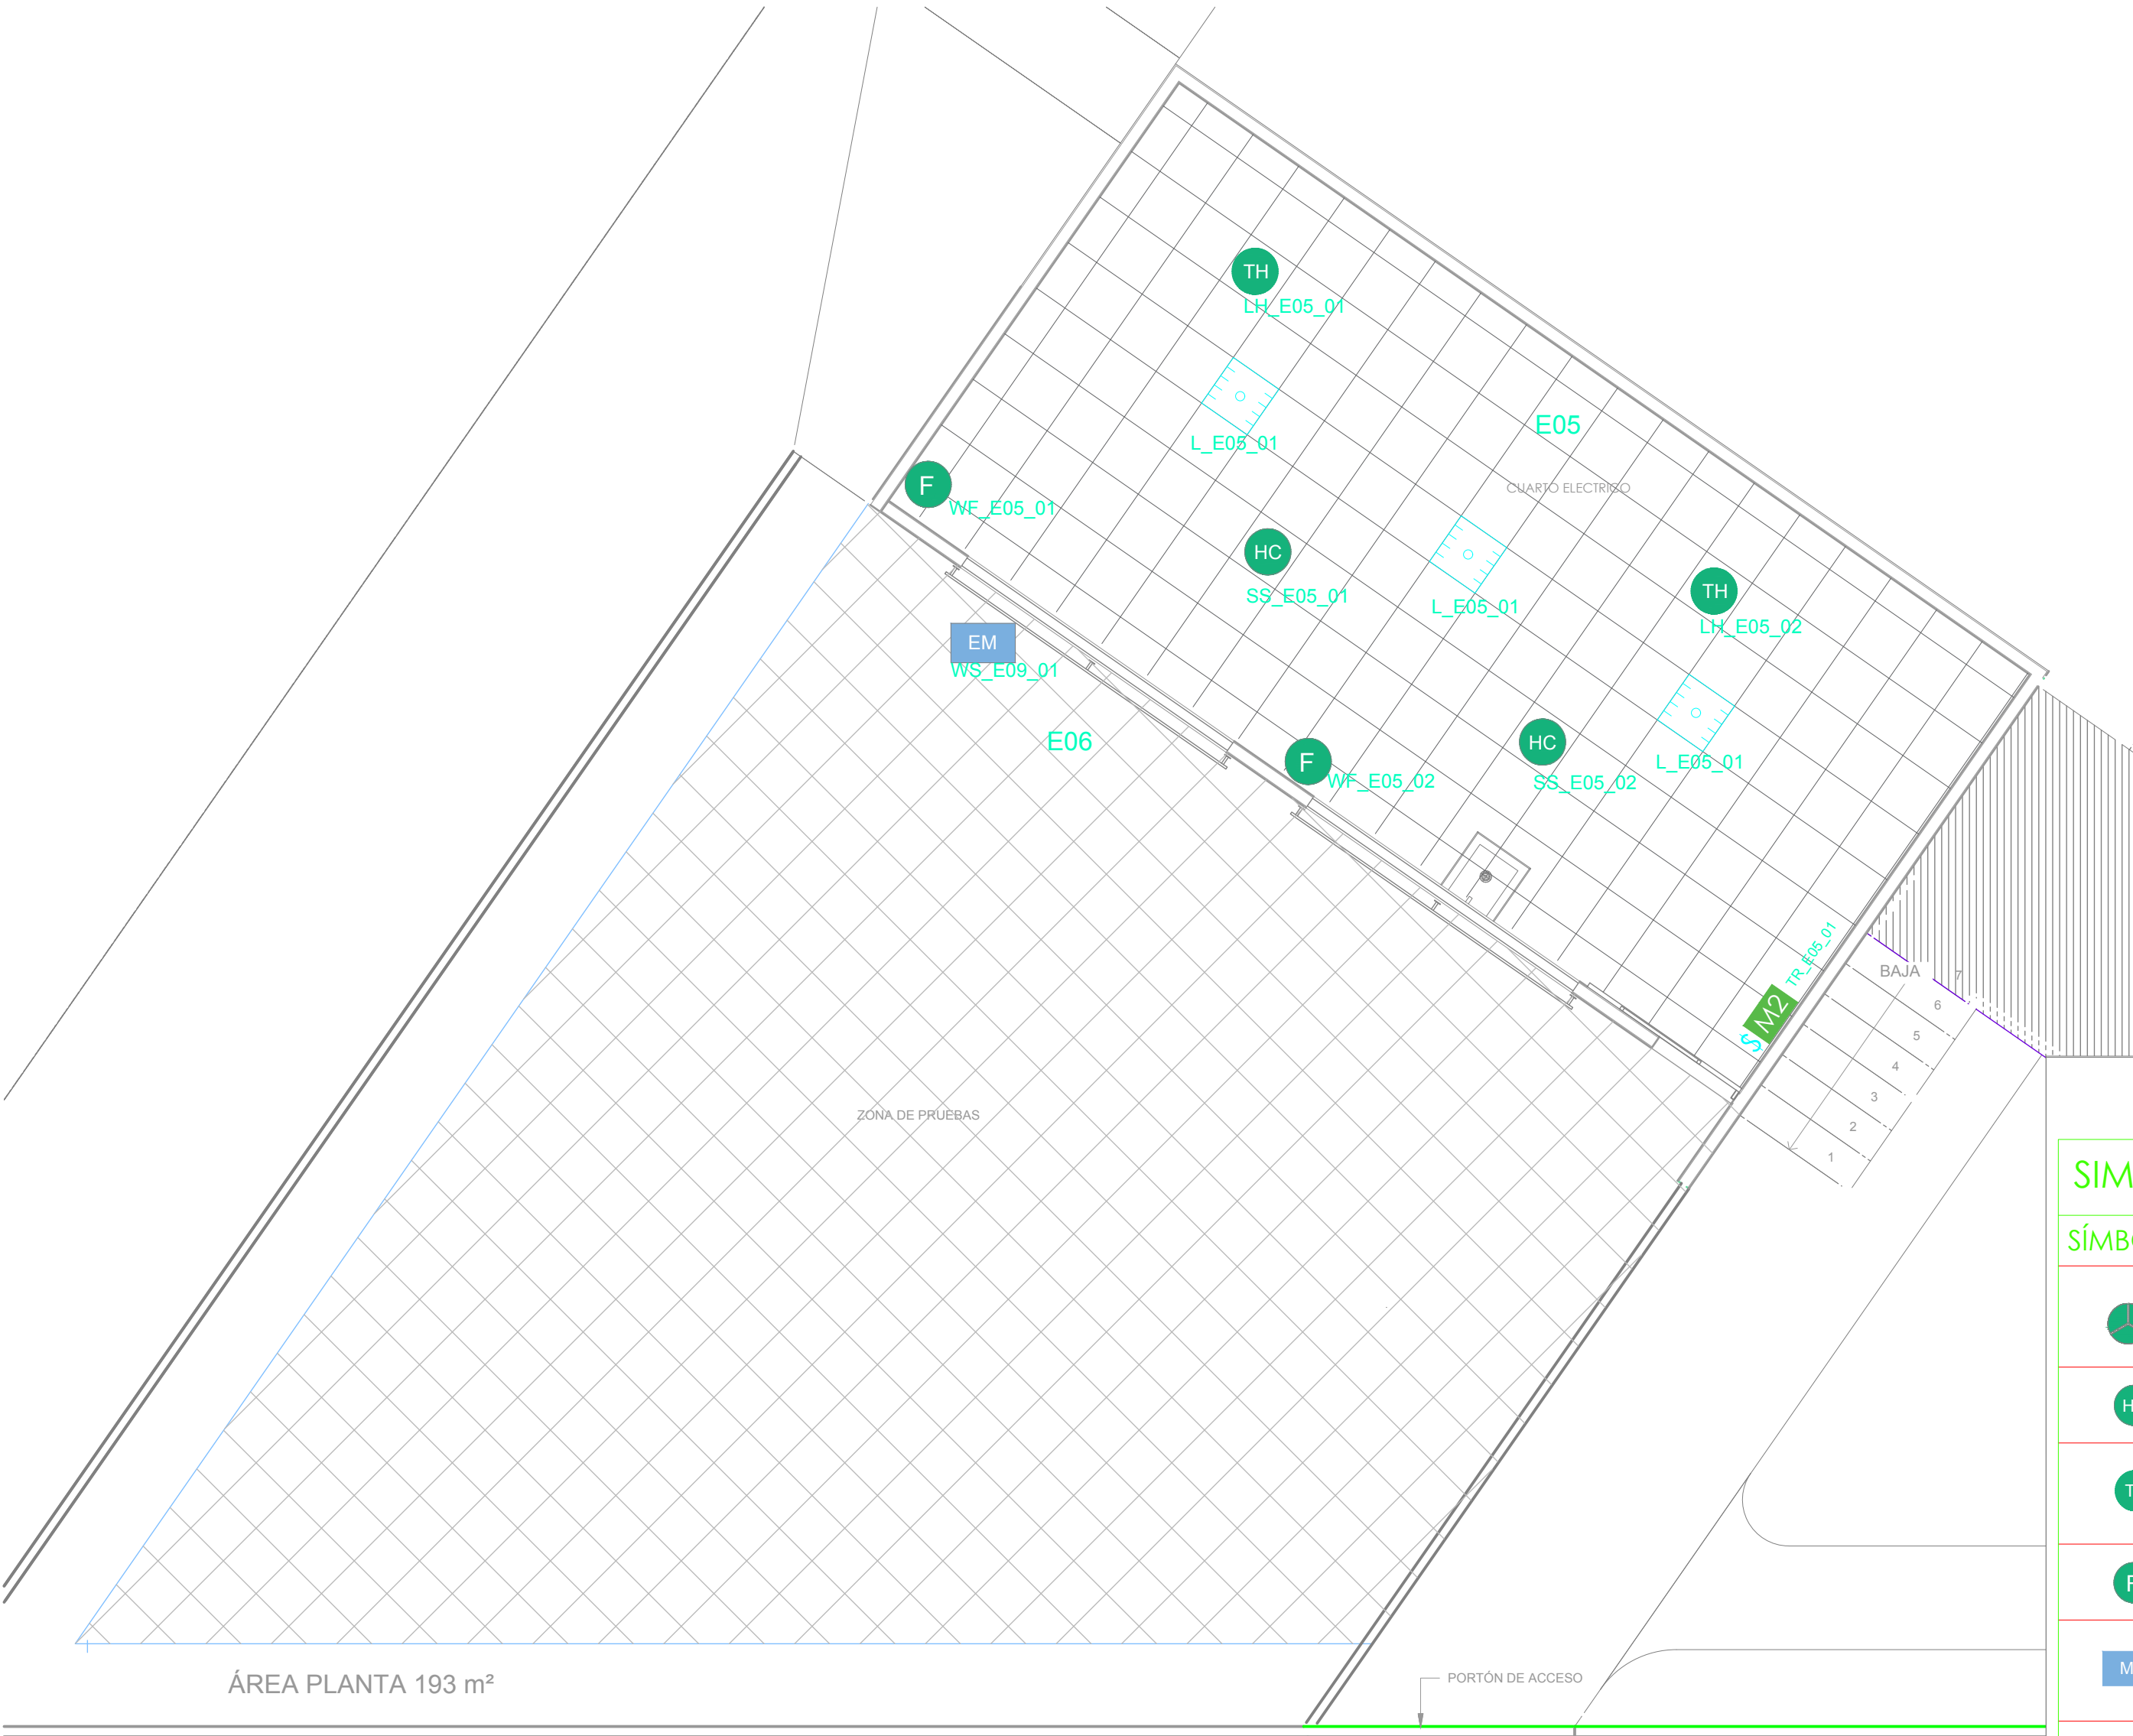 TH
LH_E05_01
L_E05_01
E05
CUARTO ELECTRICO
F
WF_E05_01
HC
SS_E05_01
L_E05_01
TH
LH_E05_02
EM
WS_E09_01
E06
F
WF_E05_02
HC
SS_E05_02
L_E05_01
TR_E05_01
M2
S
BAJA
7
6
5
4
3
2
1
ZONA DE PRUEBAS
SIM
SÍMB
H
T
F
M
ÁREA PLANTA 193 m²
PORTÓN DE ACCESO